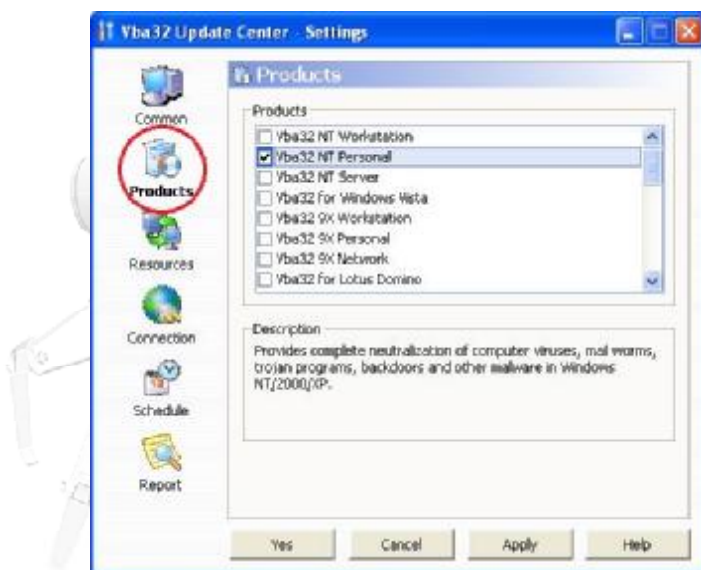 Vba32 Update Center - Settings
Common
Products
Resources
Connection
Schedule
Report
Products
Products
Vba32 NT Workstation
Vba32 NT Personal
Vba32 NT Server
Vba32 for Windows Vista
Vba32 9X Workstation
Vba32 9X Personal
Vba32 9X Network
Vba32 for Lotus Domino
Description
Provides complete neutralization of computer viruses, mail worms,
trojan programs, backdoors and other malware in Windows
NT/2000/XP.
Yes
Cancel
Apply
Help